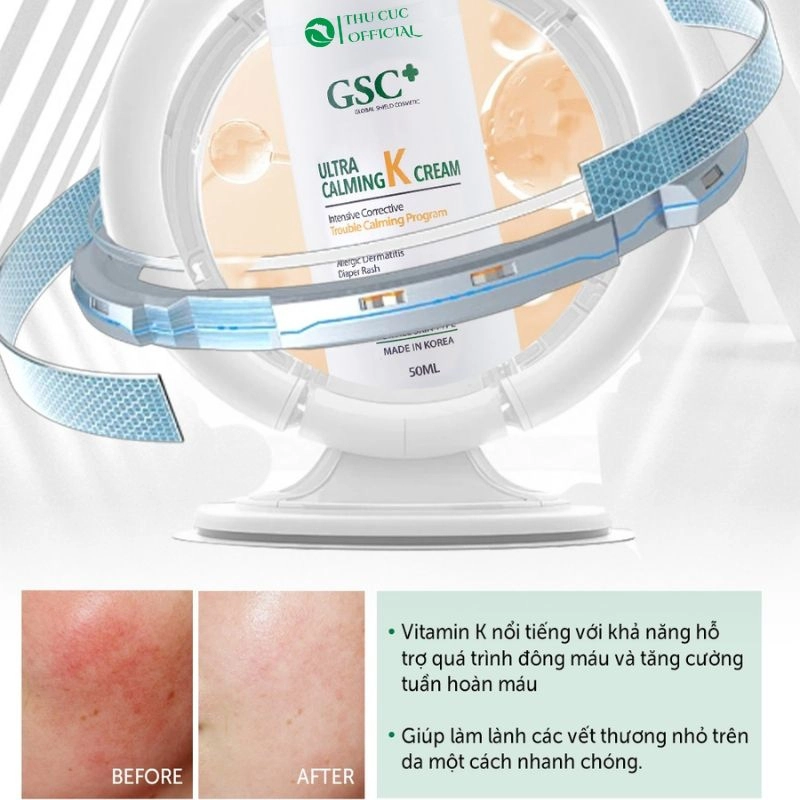 THU CUC
OFFICIAL
GSC+
GLOBAL SHIELD COSMETIC
ULTRA
CALMING K CREAM
Intensive Corrective
Trouble Calming Program
Allergic Dermatitis
Diaper Rash
MADE IN KOREA
50ML
BEFORE
AFTER
• Vitamin K nổi tiếng với khả năng hỗ
trợ quá trình đông máu và tăng cường
tuần hoàn máu
• Giúp làm lành các vết thương nhỏ trên
da một cách nhanh chóng.